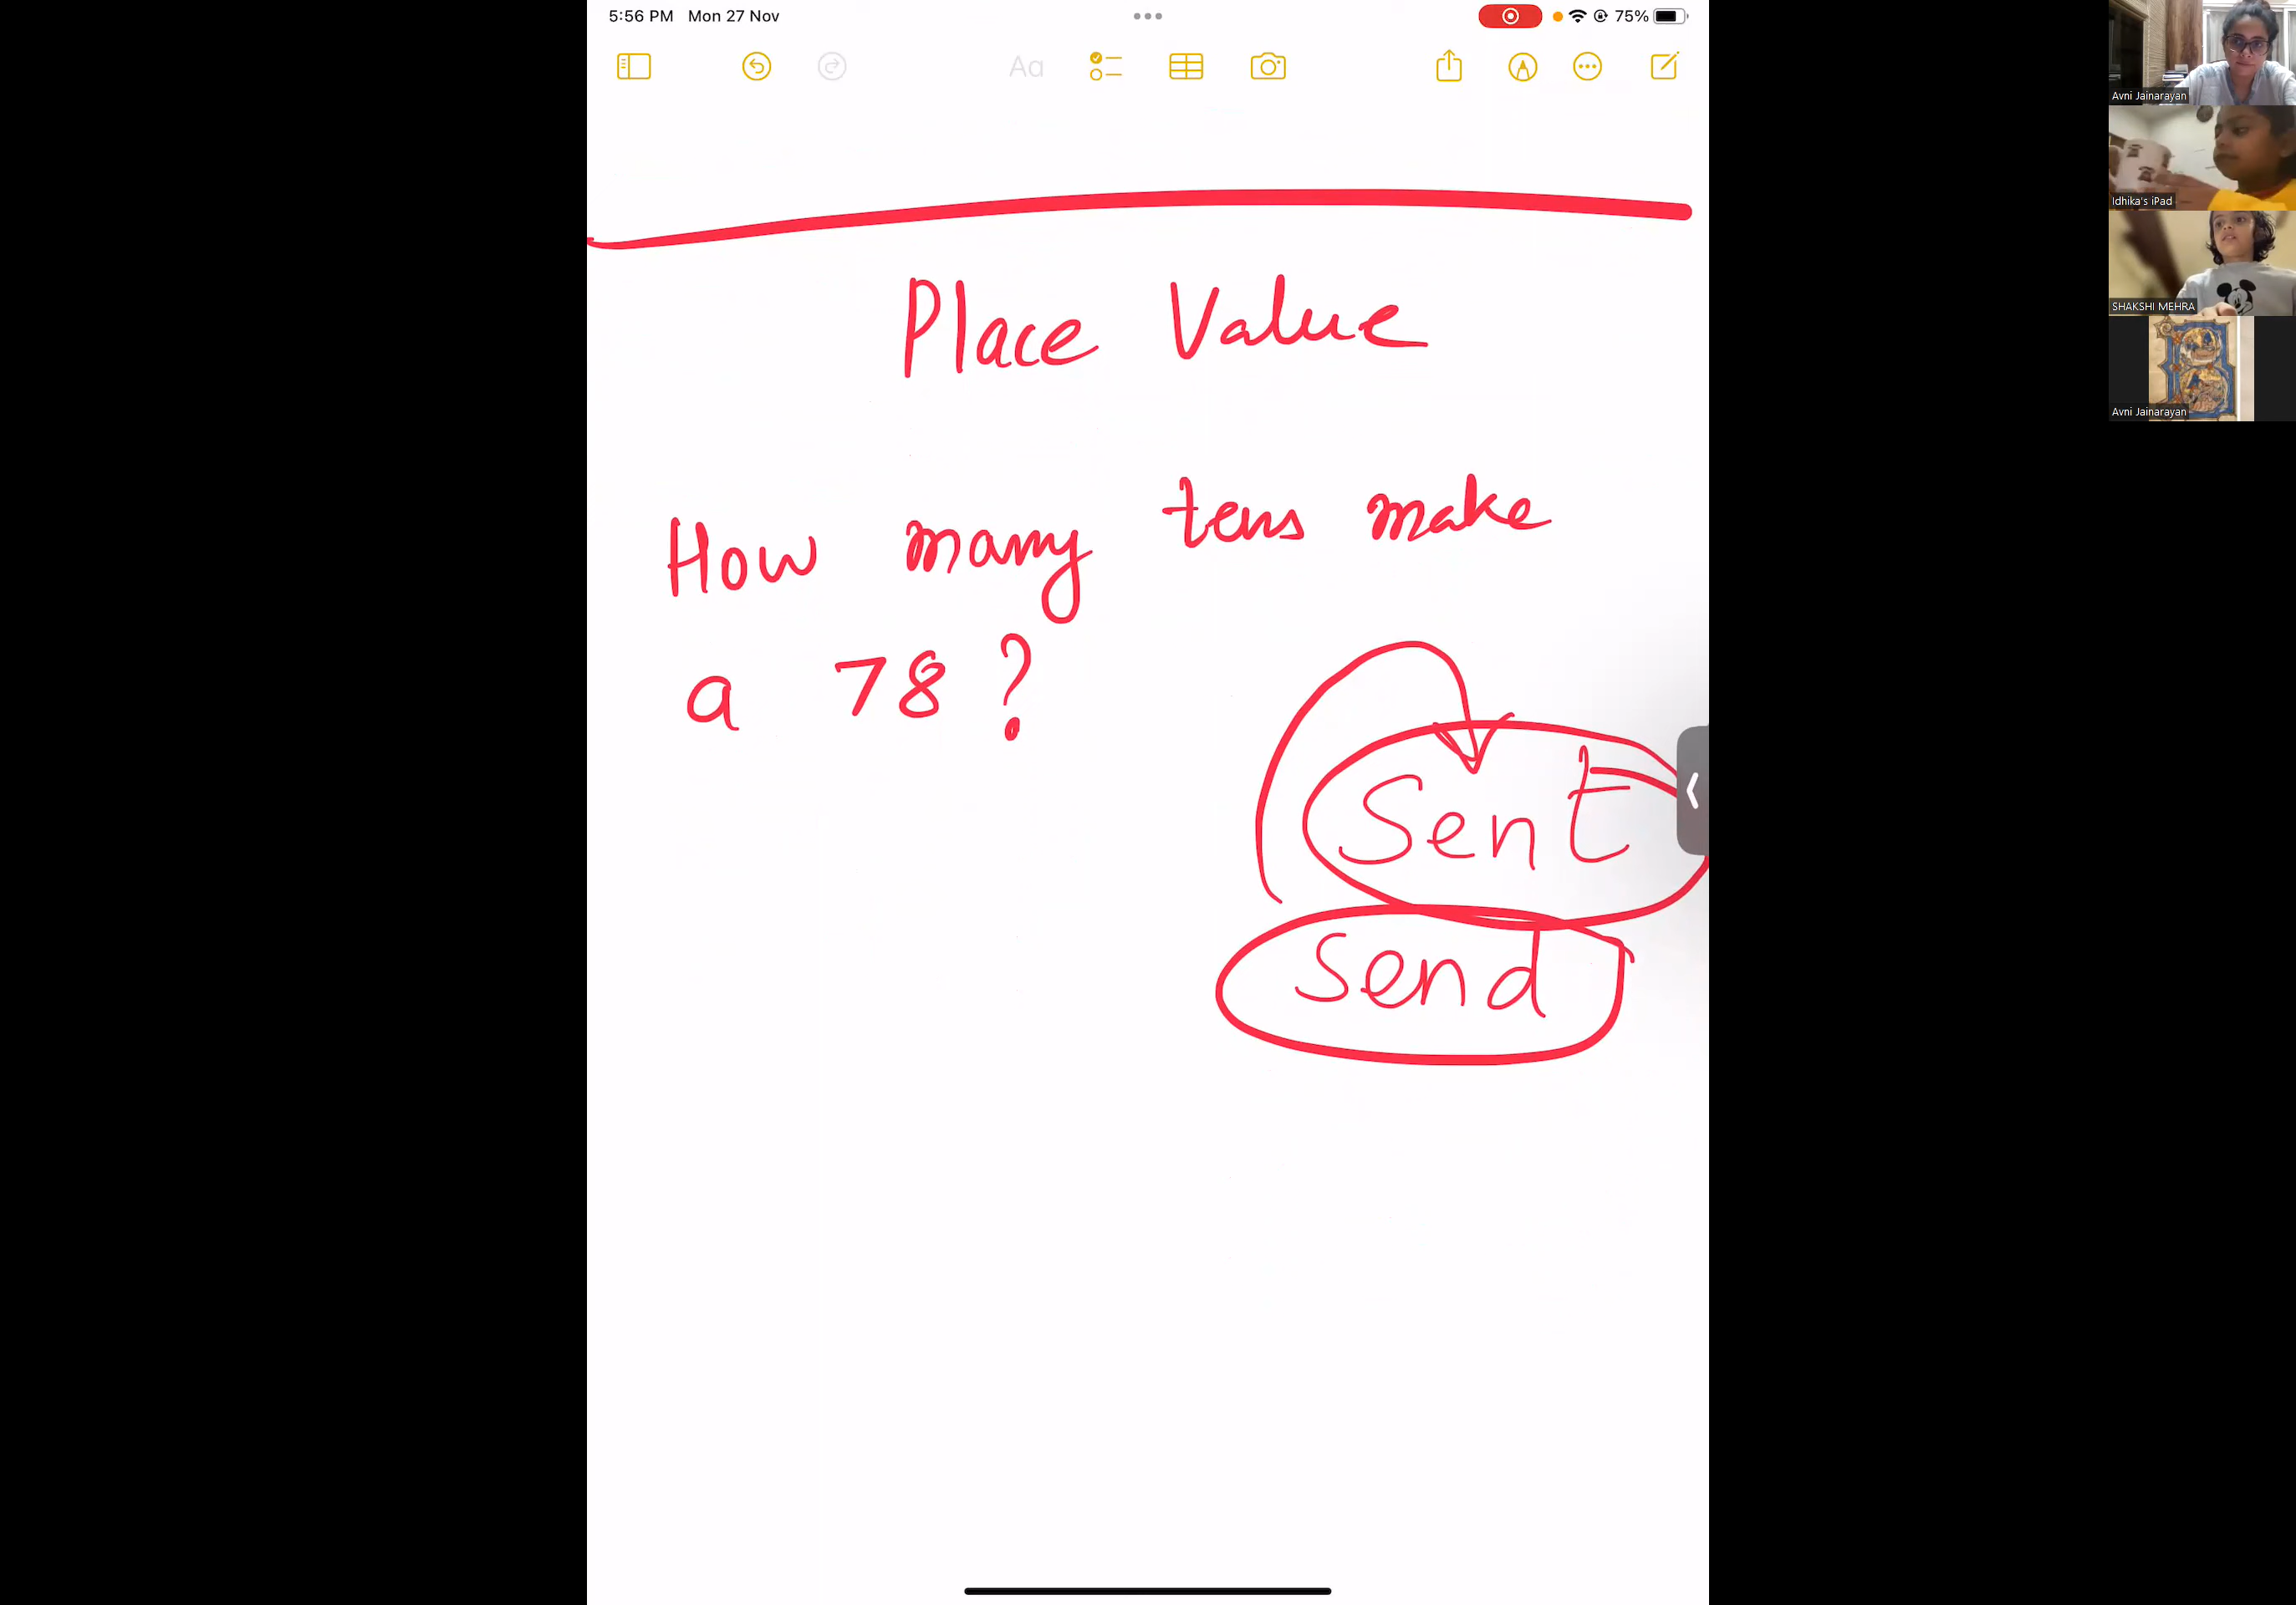 5:56 PM Mon 27 Nov
75%
Aa
Place Value
How many tens make
a 78?
Sent
Send
Avni Jainarayan
Idhika's iPad
SHAKSHI MEHRA
Avni Jainarayan